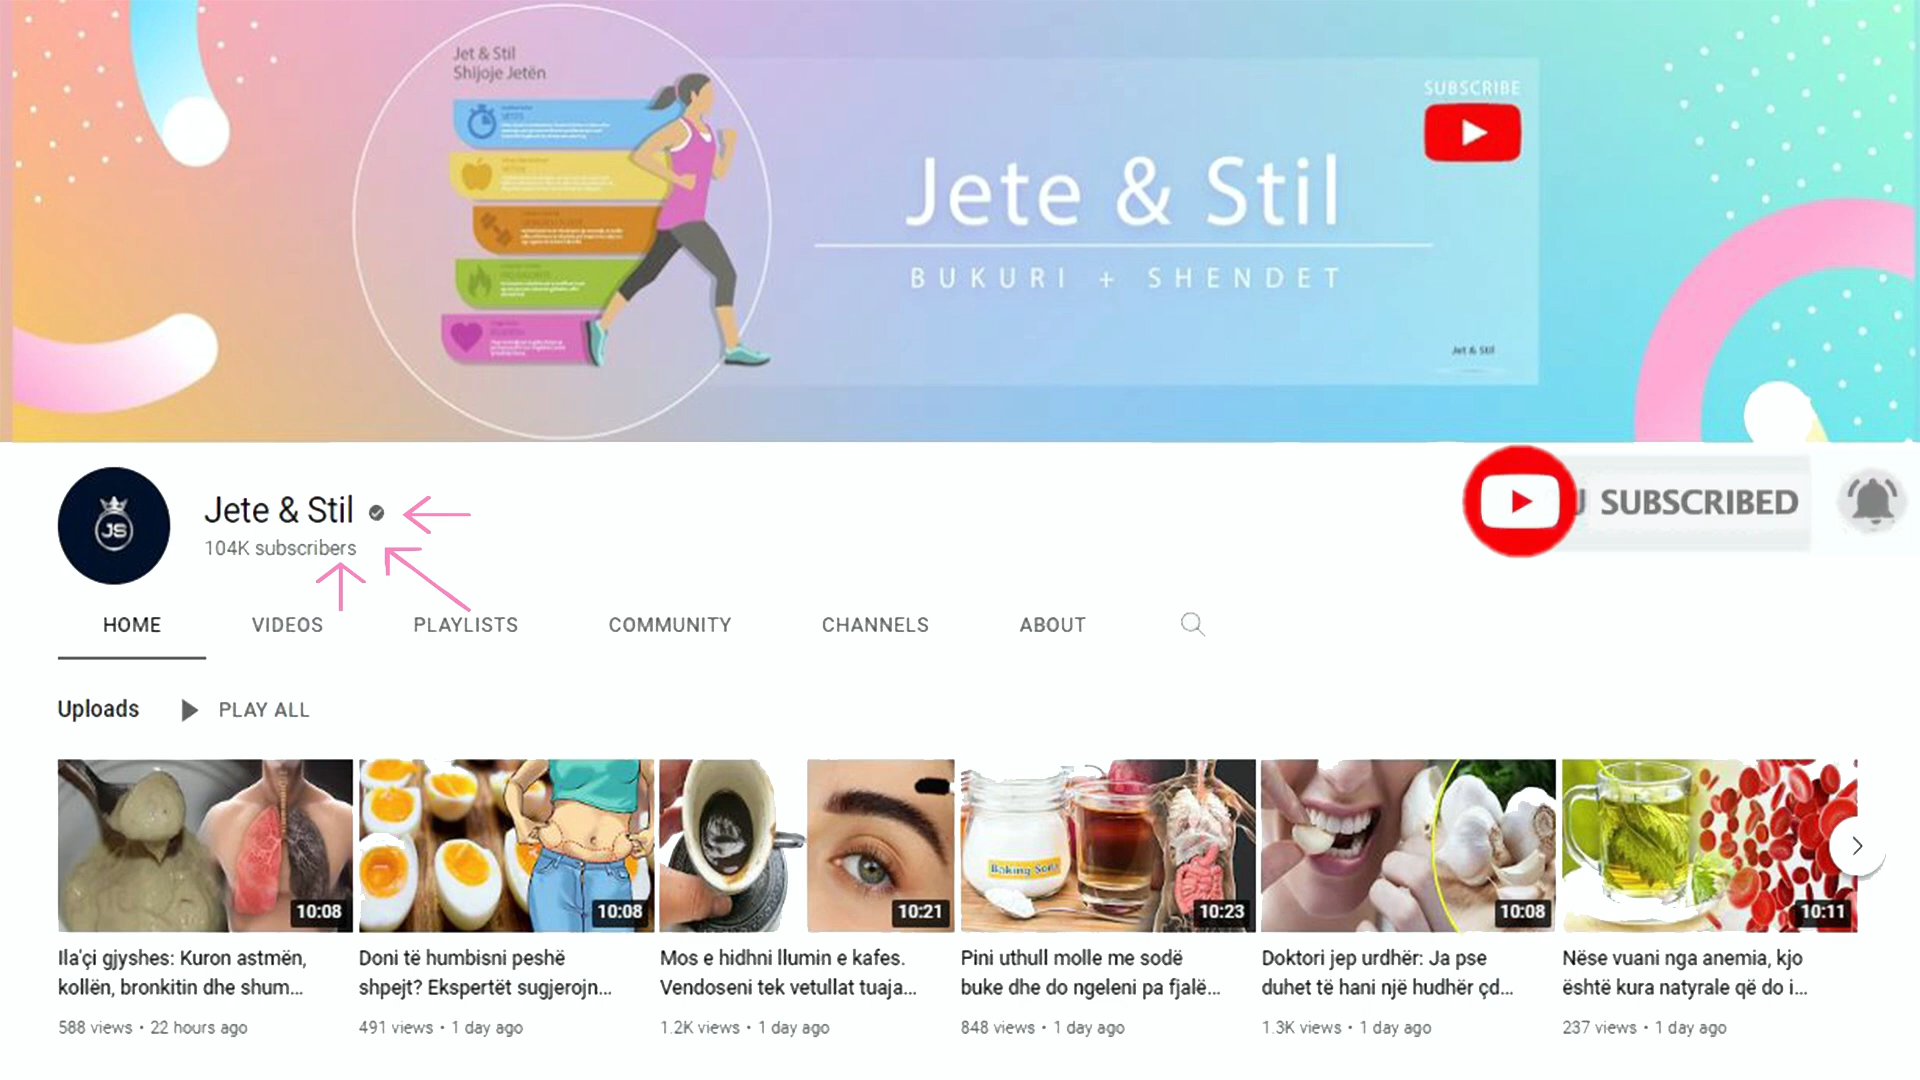 Jet & Stil
Shijoje Jetën
SUBSCRIBE
Jete & Stil
BUKURI + SHENDET
Jet & Stil
JS
Jete & Stil
104K subscribers
SUBSCRIBED
HOME VIDEOS PLAYLISTS COMMUNITY CHANNELS ABOUT
Uploads PLAY ALL
10:08
10:08
10:21
Baking Soda
10:23
10:08
10:11
Ila'çi gjyshes: Kuron astmën,
kollën, bronkitin dhe shum...
588 views • 22 hours ago
Doni të humbisni peshë
shpejt? Ekspertët sugjerojn...
491 views • 1 day ago
Mos e hidhni llumin e kafes.
Vendoseni tek vetullat tuaja...
1.2K views • 1 day ago
Pini uthull molle me sodë
buke dhe do ngeleni pa fjalë...
848 views • 1 day ago
Doktori jep urdhër: Ja pse
duhet të hani një hudhër çd...
1.3K views • 1 day ago
Nëse vuani nga anemia, kjo
është kura natyrale që do i...
237 views • 1 day ago